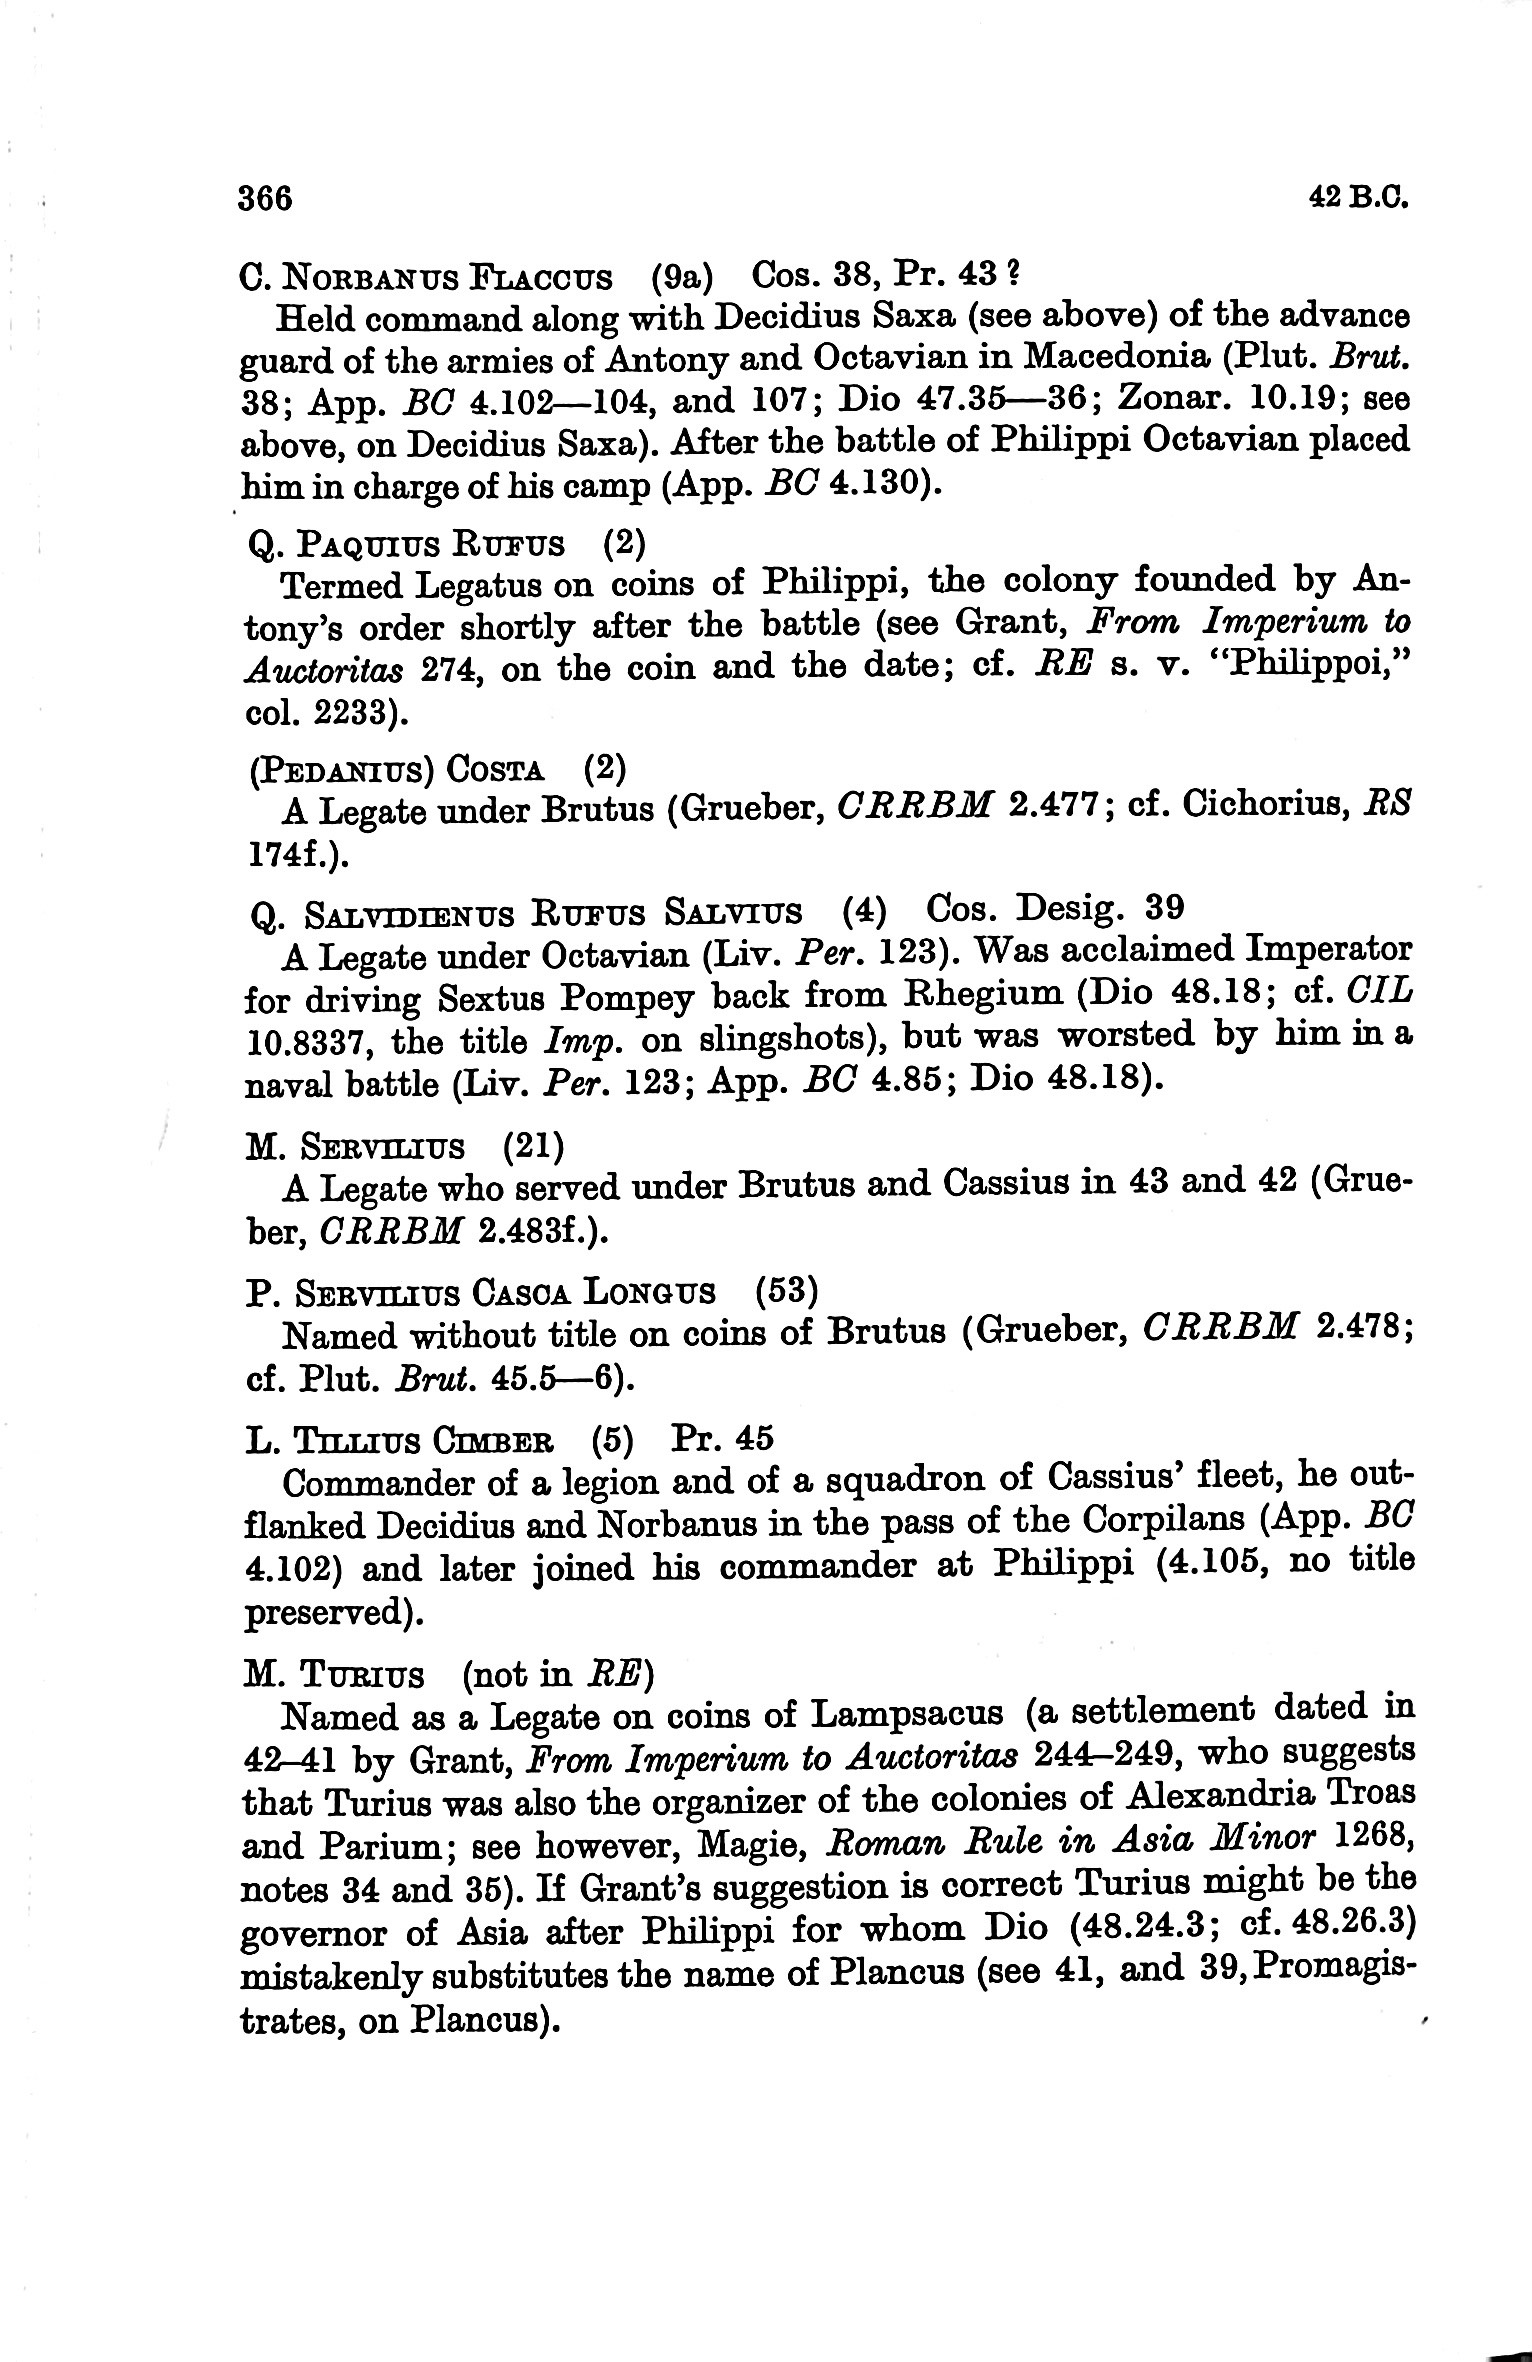 366 42 B.C.
C. NORBANUS FLACCUS (9a) Cos. 38, Pr. 43 ?
Held command along with Decidius Saxa (see above) of the advance
guard of the armies of Antony and Octavian in Macedonia (Plut. Brut.
38; App. BC 4.102—104, and 107; Dio 47.35—36; Zonar. 10.19; see
above, on Decidius Saxa). After the battle of Philippi Octavian placed
him in charge of his camp (App. BC 4.130).
Q. PAQUIUS RUFUS (2)
Termed Legatus on coins of Philippi, the colony founded by An-
tony’s order shortly after the battle (see Grant, From Imperium to
Auctoritas 274, on the coin and the date; cf. RE s. v. “Philippoi,”
col. 2233).
(PEDANIUS) COSTA (2)
A Legate under Brutus (Grueber, CRRBM 2.477; cf. Cichorius, RS
174f.).
Q. SALVIDIENUS RUFUS SALVIUS (4) Cos. Desig. 39
A Legate under Octavian (Liv. Per. 123). Was acclaimed Imperator
for driving Sextus Pompey back from Rhegium (Dio 48.18; cf. CIL
10.8337, the title Imp. on slingshots), but was worsted by him in a
naval battle (Liv. Per. 123; App. BC 4.85; Dio 48.18).
M. SERVILIUS (21)
A Legate who served under Brutus and Cassius in 43 and 42 (Grue-
ber, CRRBM 2.483f.).
P. SERVILIUS CASCA LONGUS (53)
Named without title on coins of Brutus (Grueber, CRRBM 2.478;
cf. Plut. Brut. 45.5—6).
L. TILLIUS CIMBER (5) Pr. 45
Commander of a legion and of a squadron of Cassius’ fleet, he out-
flanked Decidius and Norbanus in the pass of the Corpilans (App. BC
4.102) and later joined his commander at Philippi (4.105, no title
preserved).
M. TURIUS (not in RE)
Named as a Legate on coins of Lampsacus (a settlement dated in
42–41 by Grant, From Imperium to Auctoritas 244–249, who suggests
that Turius was also the organizer of the colonies of Alexandria Troas
and Parium; see however, Magie, Roman Rule in Asia Minor 1268,
notes 34 and 35). If Grant’s suggestion is correct Turius might be the
governor of Asia after Philippi for whom Dio (48.24.3; cf. 48.26.3)
mistakenly substitutes the name of Plancus (see 41, and 39, Promagis-
trates, on Plancus).